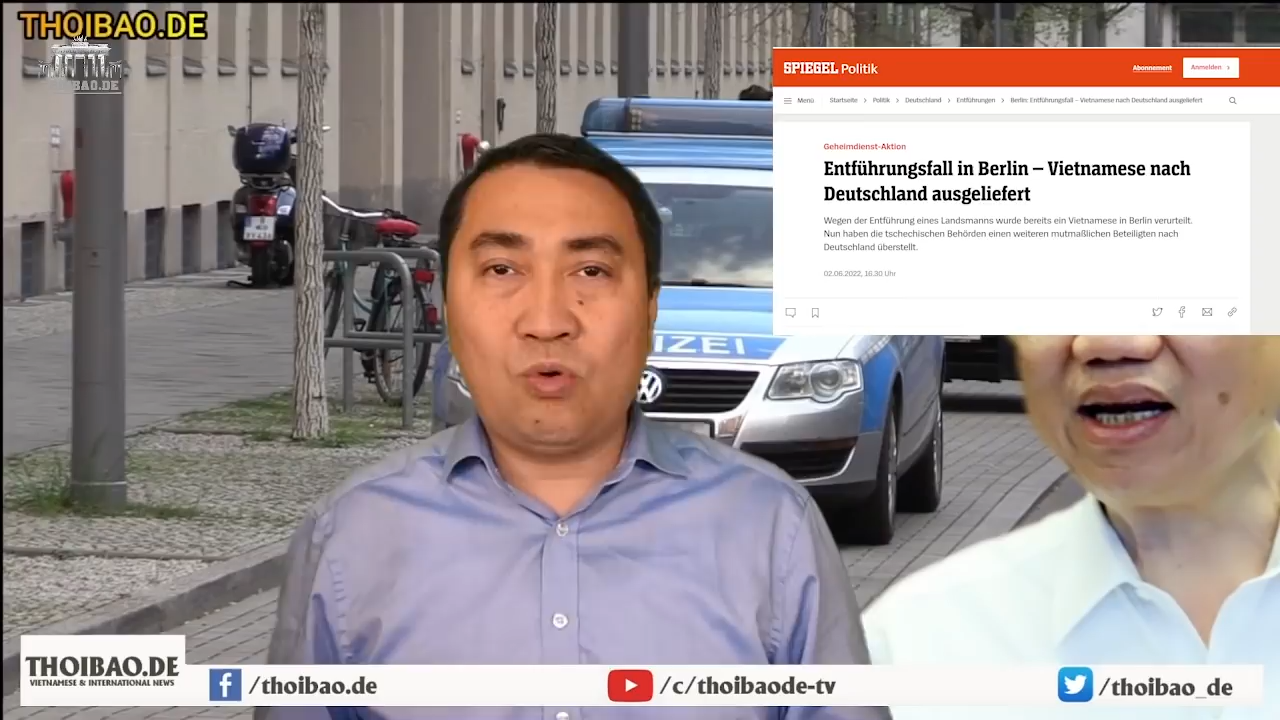 THOIBAO.DE
SPIEGEL Politik
Abonnement
Anmelden
Menü
Startseite > Politik > Deutschland > Entführungen > Berlin: Entführungsfall – Vietnamese nach Deutschland ausgeliefert
Geheimdienst-Aktion
Entführungsfall in Berlin – Vietnamese nach
Deutschland ausgeliefert
Wegen der Entführung eines Landsmanns wurde bereits ein Vietnamese in Berlin verurteilt.
Nun haben die tschechischen Behörden einen weiteren mutmaßlichen Beteiligten nach
Deutschland überstellt.
02.06.2022, 16.30 Uhr
IZEI
THOIBAO.DE
VIETNAMESE & INTERNATIONAL NEWS
/thoibao.de
/c/thoibaode-tv
/thoibao_de